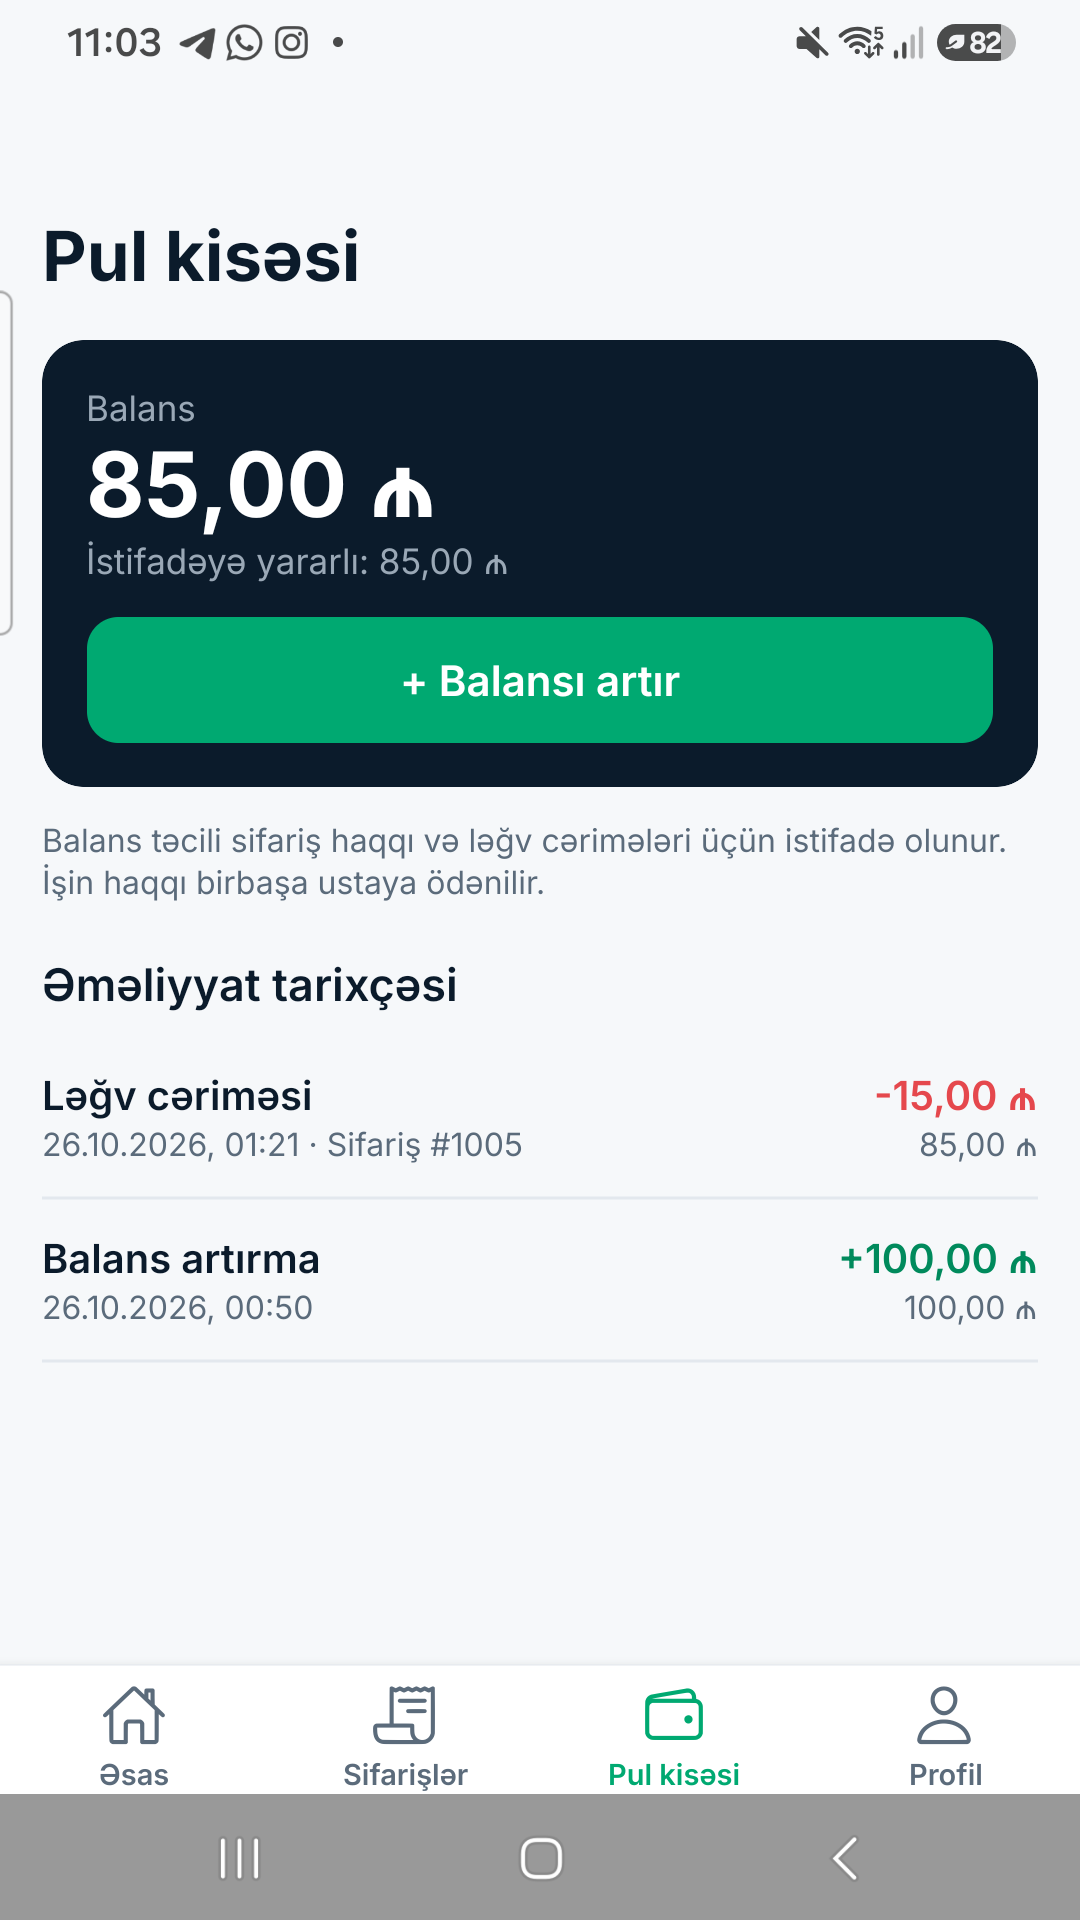 11:03
5
82
Pul kisəsi
Balans
85,00 ₼
İstifadəyə yararlı: 85,00 ₼
+ Balansı artır
Balans təcili sifariş haqqı və ləğv cərimələri üçün istifadə olunur.
İşin haqqı birbaşa ustaya ödənilir.
Əməliyyat tarixçəsi
Ləğv cəriməsi
-15,00 ₼
26.10.2026, 01:21 · Sifariş #1005
85,00 ₼
Balans artırma
+100,00 ₼
26.10.2026, 00:50
100,00 ₼
Əsas
Sifarişlər
Pul kisəsi
Profil